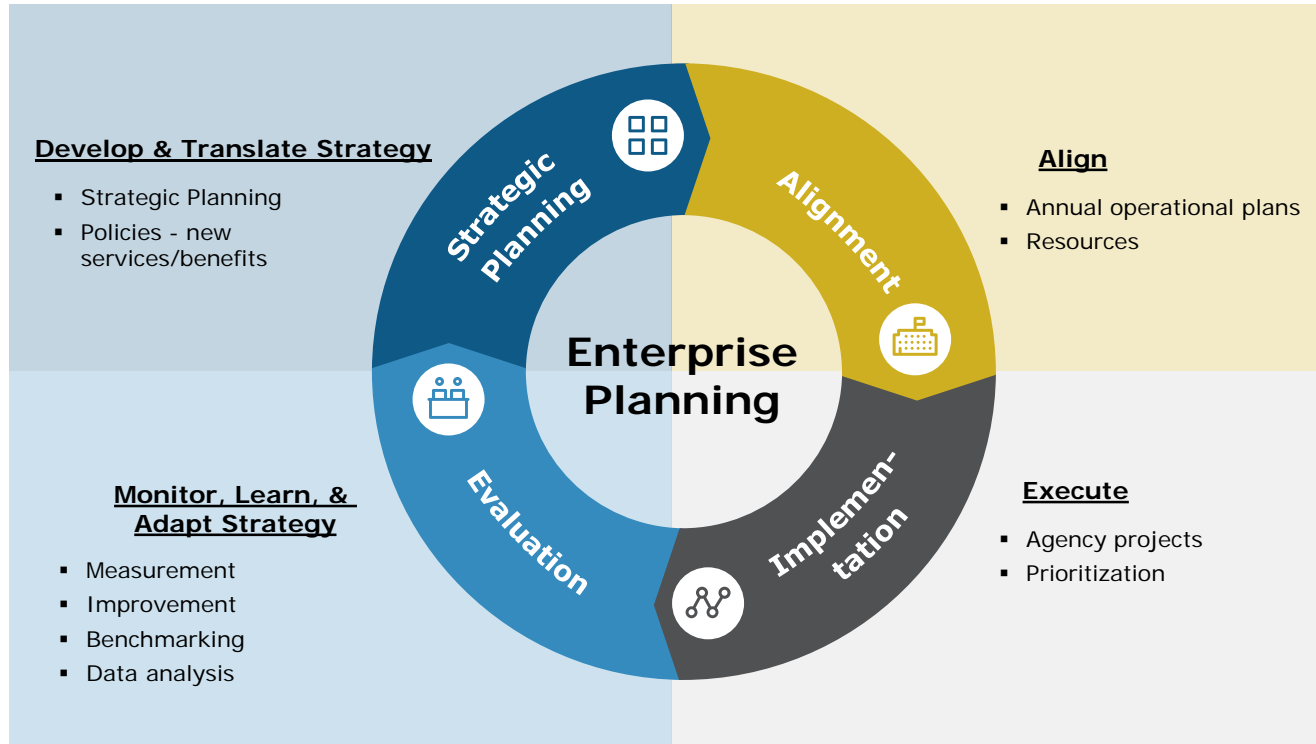 Develop & Translate Strategy
▪ Strategic Planning
▪ Policies - new
services/benefits
Strategic
Planning
Alignment
Align
▪ Annual operational plans
▪ Resources
Enterprise
Planning
Monitor, Learn, &
Adapt Strategy
▪ Measurement
▪ Improvement
▪ Benchmarking
▪ Data analysis
Evaluation
Implemen-
tation
Execute
▪ Agency projects
▪ Prioritization